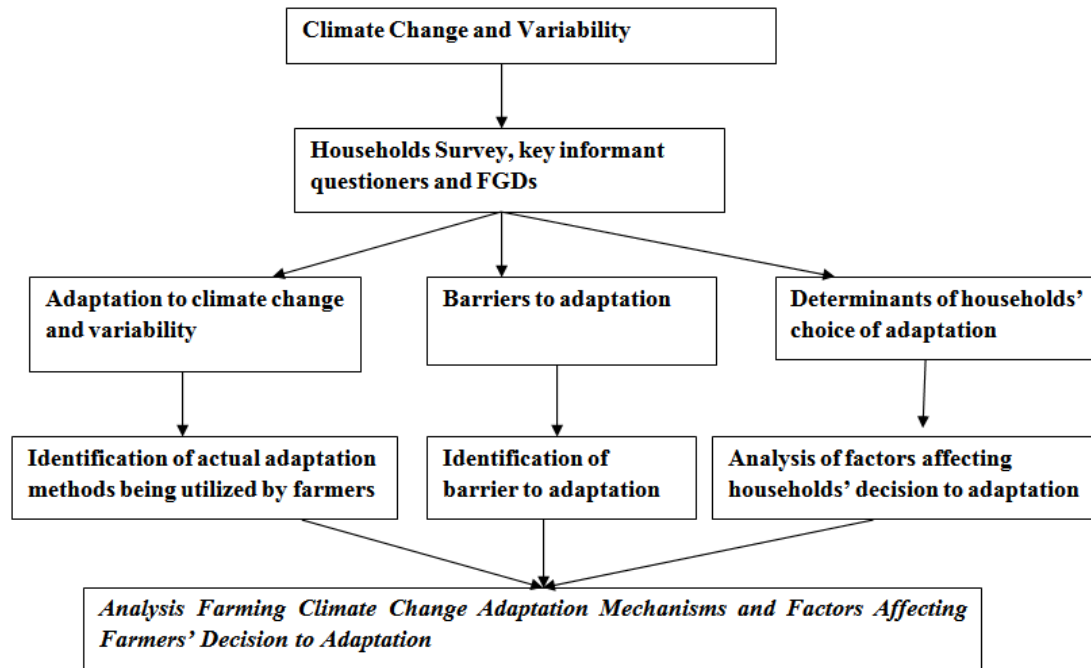 Climate Change and Variability
Households Survey, key informant
questioners and FGDs
Adaptation to climate change
and variability
Barriers to adaptation
Determinants of households’
choice of adaptation
Identification of actual adaptation
methods being utilized by farmers
Identification of
barrier to adaptation
Analysis of factors affecting
households’ decision to adaptation
Analysis Farming Climate Change Adaptation Mechanisms and Factors Affecting
Farmers’ Decision to Adaptation